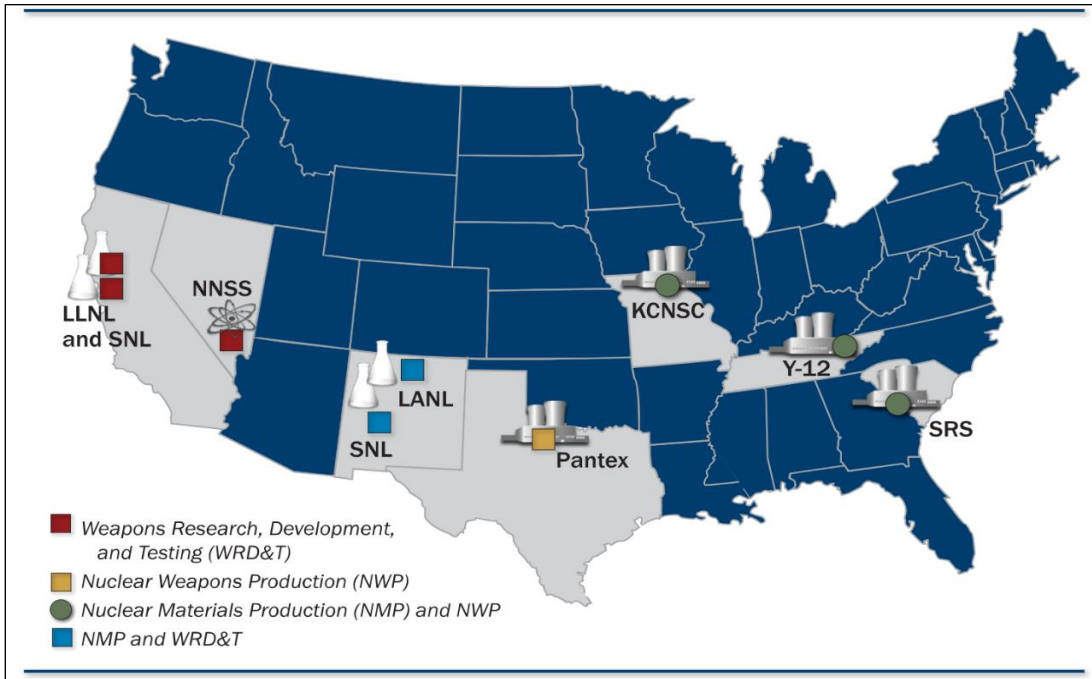 LLNL
and SNL
NNSS
LANL
SNL
Pantex
KCNSC
Y-12
SRS
Weapons Research, Development,
and Testing (WRD&T)
Nuclear Weapons Production (NWP)
Nuclear Materials Production (NMP) and NWP
NMP and WRD&T